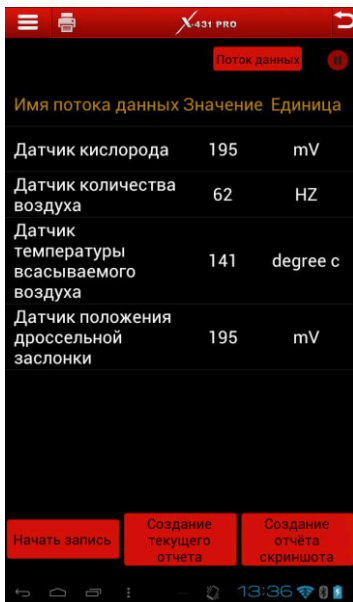 X-431 PRO
Поток данных
Имя потока данных Значение Единица
Датчик кислорода 195 mV
Датчик количества
воздуха 62 HZ
Датчик
температуры
всасываемого 141 degree c
воздуха
Датчик положения
дроссельной 195 mV
заслонки
Начать запись
Создание
текущего
отчета
Создание
отчёта
скриншота
13:36